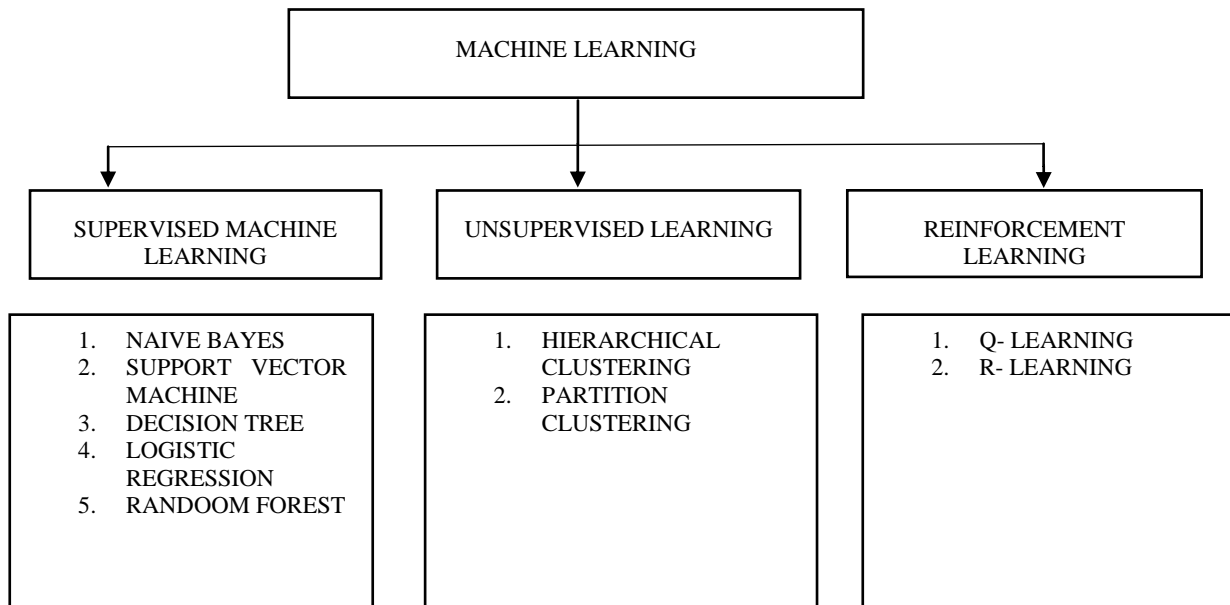 MACHINE LEARNING
SUPERVISED MACHINE
LEARNING
UNSUPERVISED LEARNING
REINFORCEMENT
LEARNING
1. NAIVE BAYES
2. SUPPORT VECTOR
MACHINE
3. DECISION TREE
4. LOGISTIC
REGRESSION
5. RANDOOM FOREST
1. HIERARCHICAL
CLUSTERING
2. PARTITION
CLUSTERING
1. Q- LEARNING
2. R- LEARNING